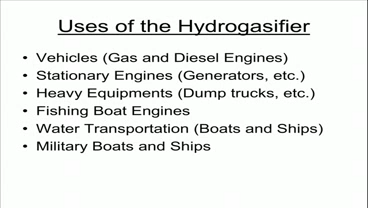 Uses of the Hydrogasifier
• Vehicles (Gas and Diesel Engines)
• Stationary Engines (Generators, etc.)
• Heavy Equipments (Dump trucks, etc.)
• Fishing Boat Engines
• Water Transportation (Boats and Ships)
• Military Boats and Ships